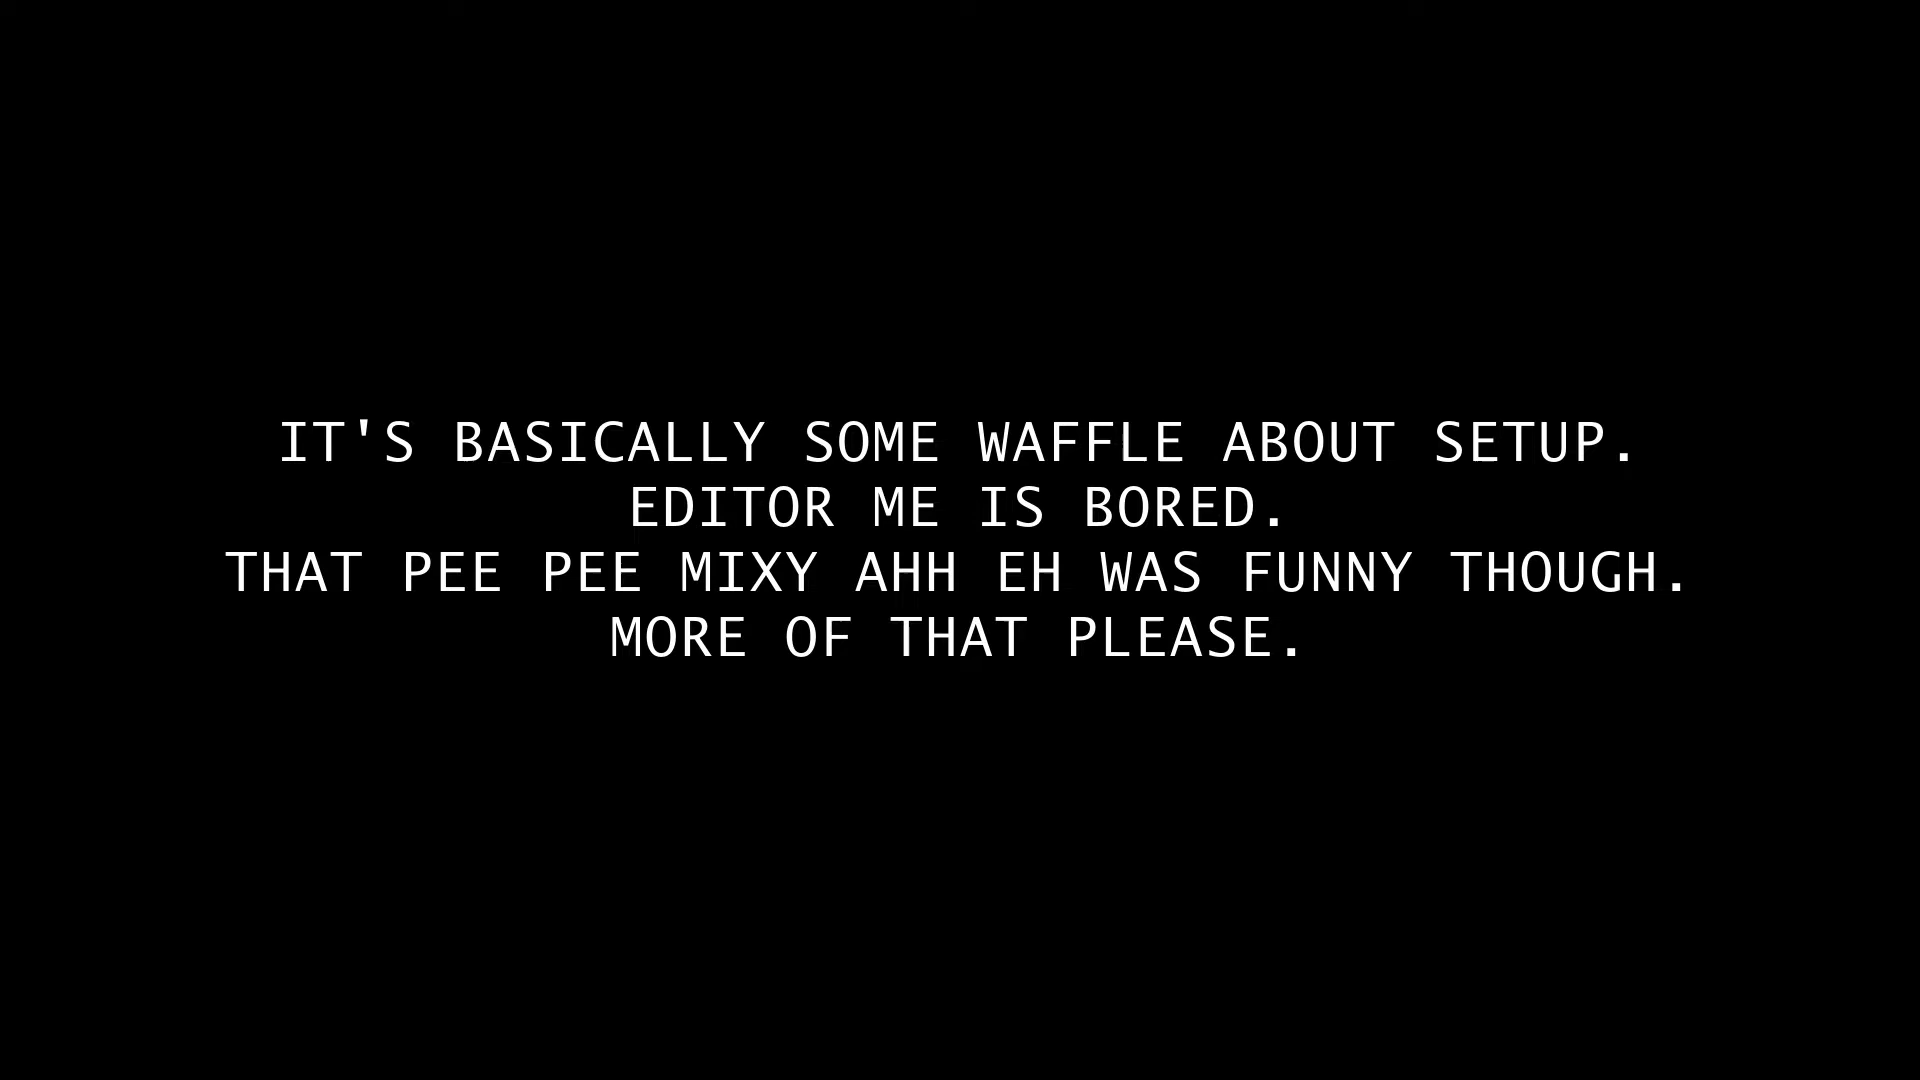 IT'S BASICALLY SOME WAFFLE ABOUT SETUP.
EDITOR ME IS BORED.
THAT PEE PEE MIXY AHH EH WAS FUNNY THOUGH.
MORE OF THAT PLEASE.